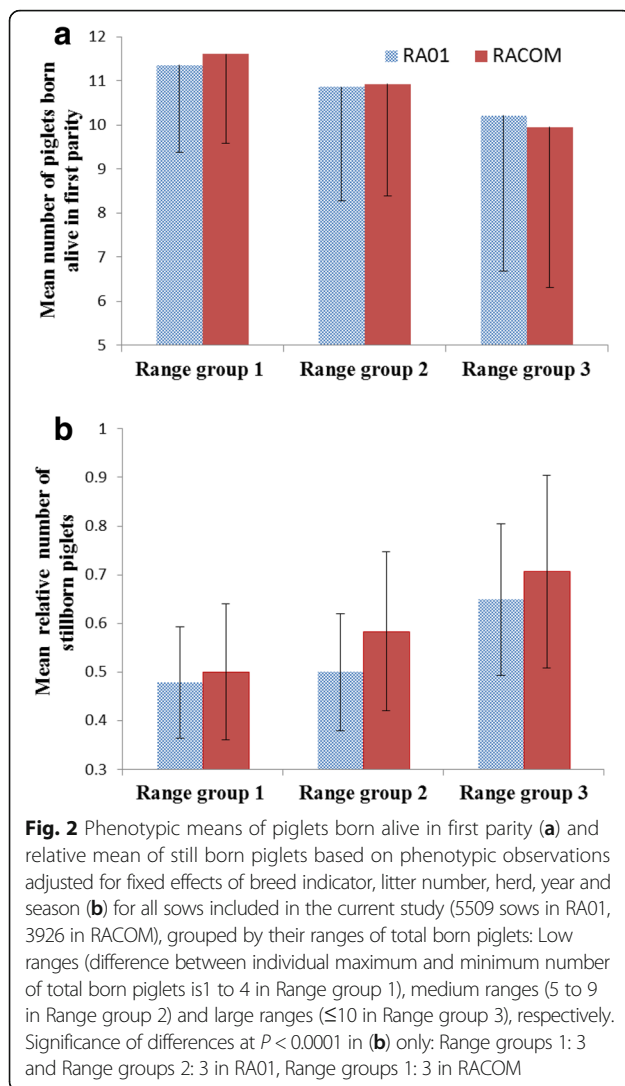 a
12
11
10
9
8
7
6
5
RA01 RACOM
Mean number of piglets born
alive in first parity
Range group 1 Range group 2 Range group 3
b
1
0.9
0.8
0.7
0.6
0.5
0.4
0.3
Mean relative number of
stillborn piglets
Range group 1 Range group 2 Range group 3
Fig. 2 Phenotypic means of piglets born alive in first parity (a) and
relative mean of still born piglets based on phenotypic observations
adjusted for fixed effects of breed indicator, litter number, herd, year and
season (b) for all sows included in the current study (5509 sows in RA01,
3926 in RACOM), grouped by their ranges of total born piglets: Low
ranges (difference between individual maximum and minimum number
of total born piglets is1 to 4 in Range group 1), medium ranges (5 to 9
in Range group 2) and large ranges (≤10 in Range group 3), respectively.
Significance of differences at P < 0.0001 in (b) only: Range groups 1: 3
and Range groups 2: 3 in RA01, Range groups 1: 3 in RACOM